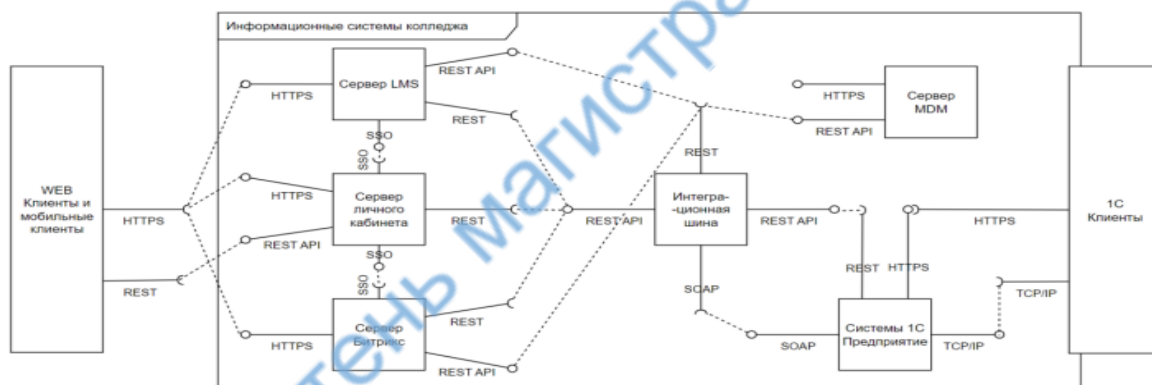 Информационные системы колледжа
WEB
Клиенты и
мобильные
клиенты
HTTPS
REST
HTTPS
Сервер LMS
REST API
REST
SSO
SSO
HTTPS
REST API
Сервер
личного
кабинета
REST
SSO
SSO
HTTPS
Сервер
Битрикс
REST
REST API
REST API
REST
Интегра-
-ционная
шина
SOAP
REST API
HTTPS
REST API
Сервер
MDM
REST
HTTPS
SOAP
Системы 1С
Предприятие
TCP/IP
HTTPS
TCP/IP
1С
Клиенты
тень магистра